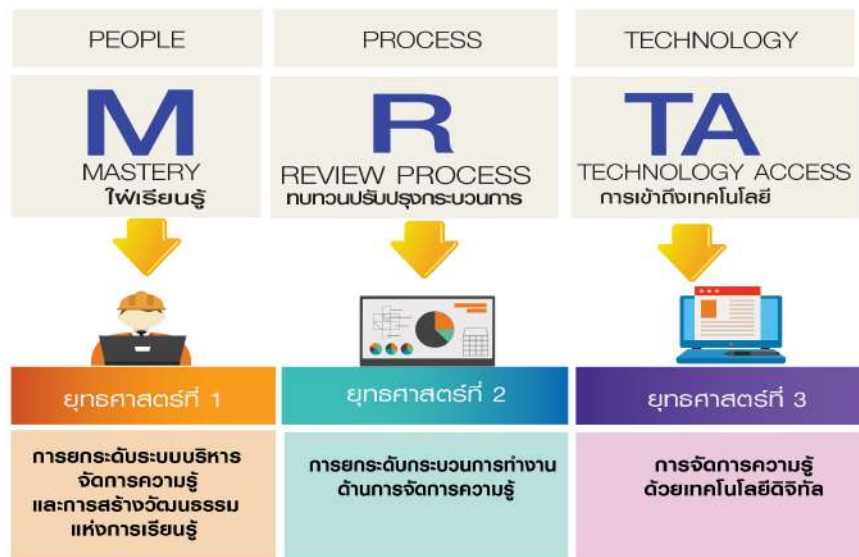 PEOPLE
M
MASTERY
ใฝ่เรียนรู้
ยุทธศาสตร์ที่ 1
การยกระดับระบบบริหาร
จัดการความรู้
และการสร้างวัฒนธรรม
แห่งการเรียนรู้
PROCESS
R
REVIEW PROCESS
ทบทวนปรับปรุงกระบวนการ
ยุทธศาสตร์ที่ 2
การยกระดับกระบวนการทำงาน
ด้านการจัดการความรู้
TECHNOLOGY
TA
TECHNOLOGY ACCESS
การเข้าถึงเทคโนโลยี
ยุทธศาสตร์ที่ 3
การจัดการความรู้
ด้วยเทคโนโลยีดิจิทัล